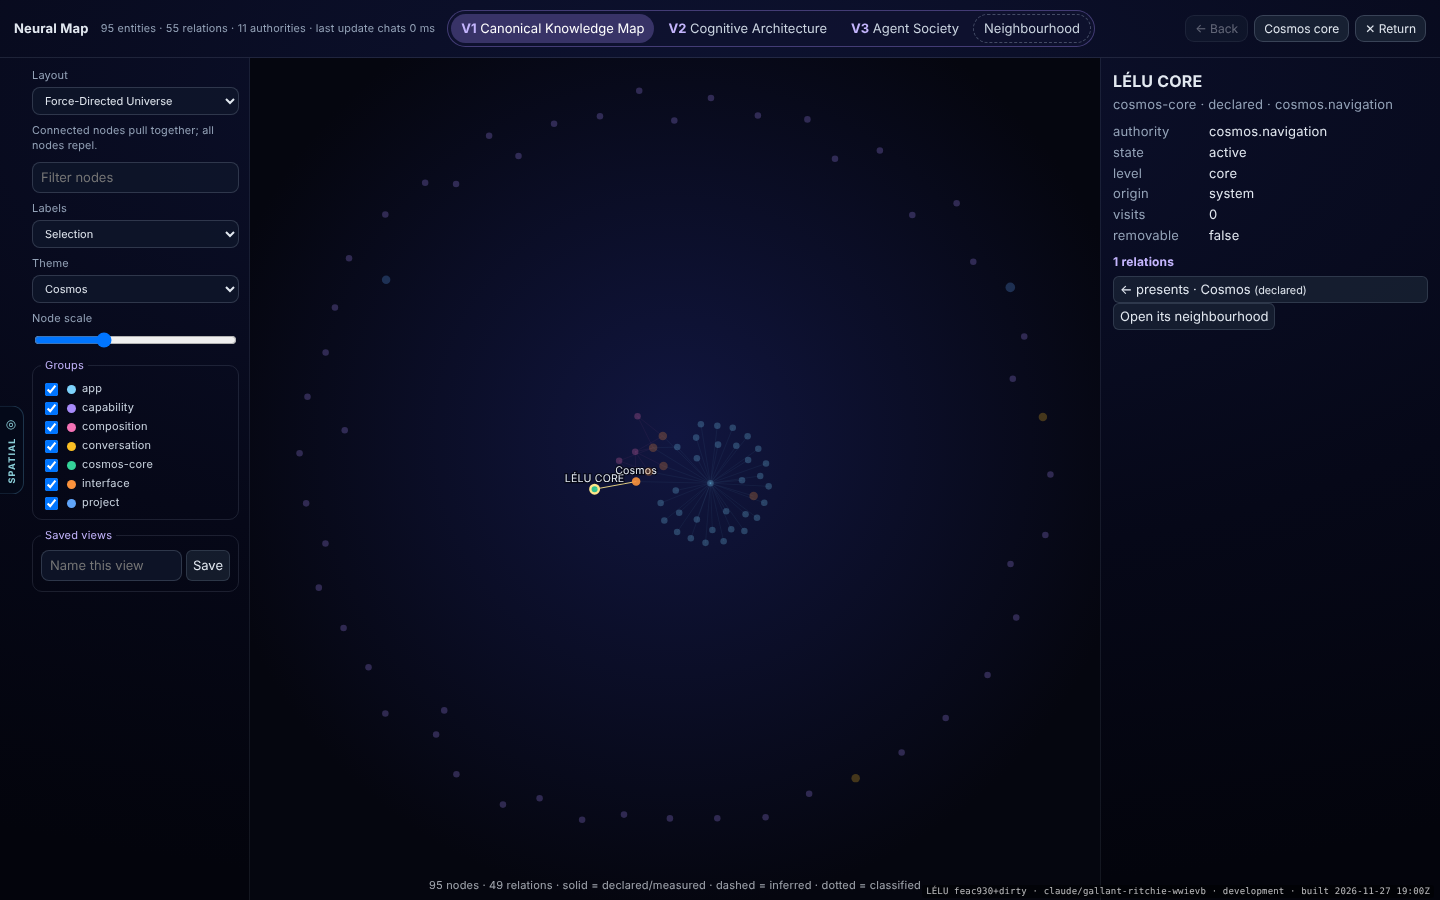 Neural Map
95 entities · 55 relations · 11 authorities · last update chats 0 ms
V1 Canonical Knowledge Map
V2 Cognitive Architecture
V3 Agent Society
Neighbourhood
← Back
Cosmos core
✕ Return
Layout
Force-Directed Universe
Connected nodes pull together; all
nodes repel.
Filter nodes
Labels
Selection
Theme
Cosmos
Node scale
Groups
app
capability
composition
conversation
cosmos-core
interface
project
Saved views
Name this view
Save
SPATIAL ◎
Cosmos
LÉLU CORE
95 nodes · 49 relations · solid = declared/measured · dashed = inferred · dotted = classified
LÉLU CORE
cosmos-core · declared · cosmos.navigation
authority cosmos.navigation
state active
level core
origin system
visits 0
removable false
1 relations
← presents · Cosmos (declared)
Open its neighbourhood
LÉLU feac930+dirty · claude/gallant-ritchie-wwievb · development · built 2026-11-27 19:00Z